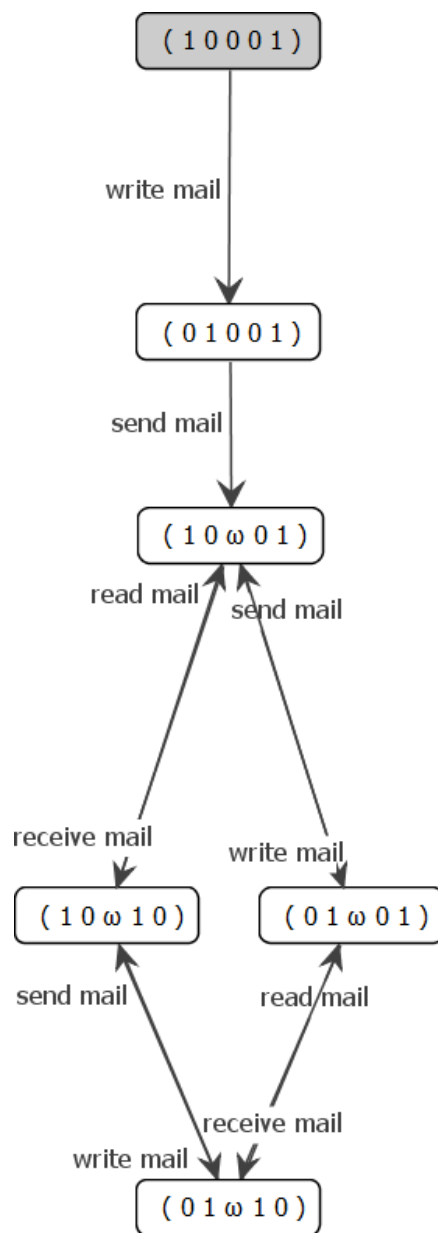 ( 1 0 0 0 1 )
write mail
( 0 1 0 0 1 )
send mail
( 1 0 ω 0 1 )
read mail
send mail
receive mail
write mail
( 1 0 ω 1 0 )
( 0 1 ω 0 1 )
send mail
read mail
receive mail
write mail
( 0 1 ω 1 0 )